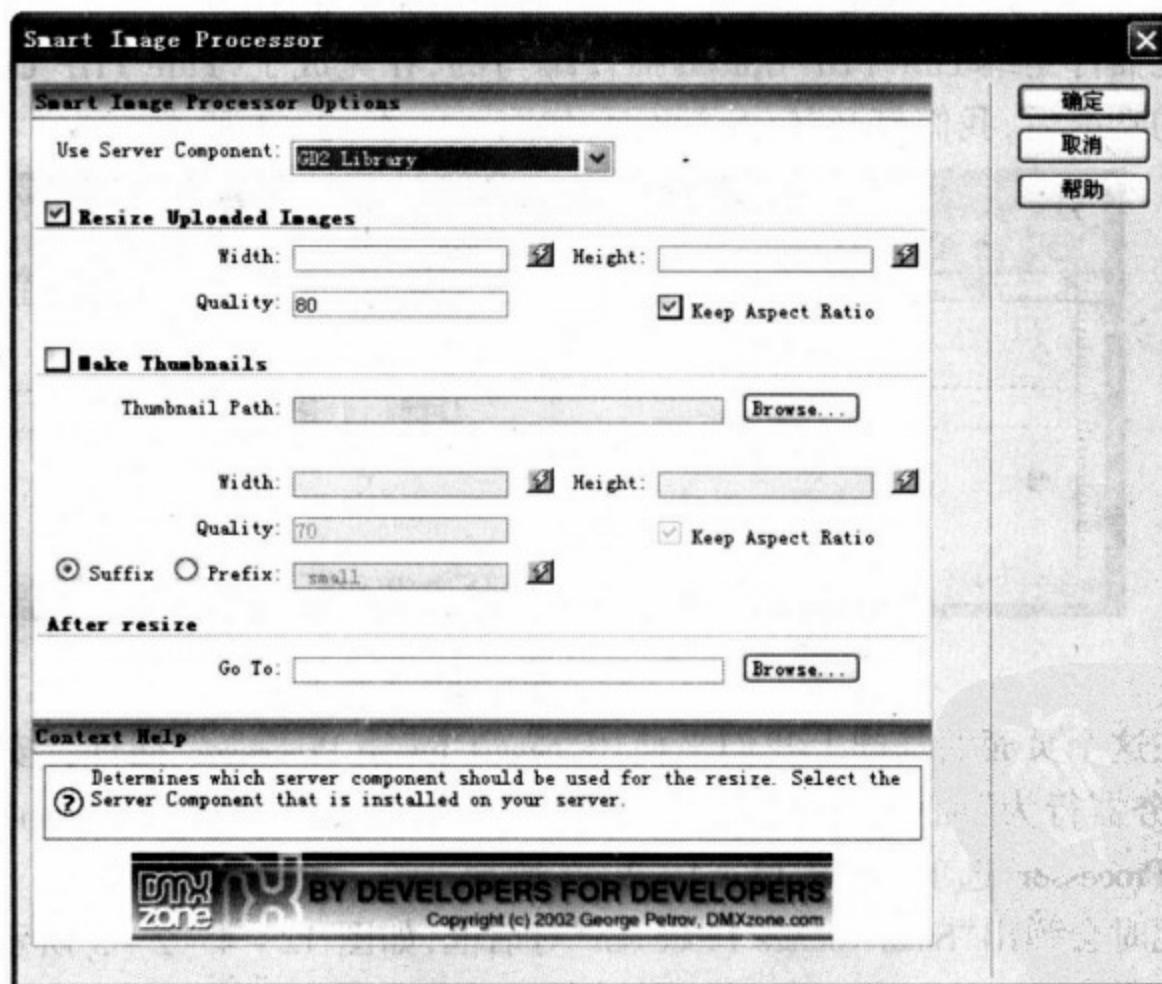 Smart Image Processor
Smart Image Processor Options
确定
Use Server Component: GD2 Library
取消
帮助
Resize Uploaded Images
Width: Height:
Quality: 80 Keep Aspect Ratio
Make Thumbnails
Thumbnail Path: Browse...
Width: Height:
Quality: 70 Keep Aspect Ratio
Suffix Prefix: small
After resize
Go To: Browse...
Context Help
Determines which server component should be used for the resize. Select the
Server Component that is installed on your server.
DMX
zone
BY DEVELOPERS FOR DEVELOPERS
Copyright (c) 2002 George Petrov, DMXzone.com